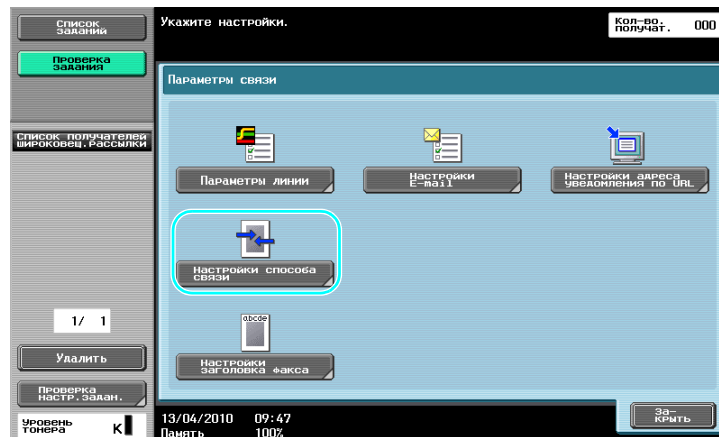 Список
заданий
Укажите настройки.
Кол-во.
получат.
000
Проверка
задания
Параметры связи
Список получателей
широковещ.рассылки
Параметры линии
Настройки
E-mail
Настройки адреса
уведомления по URL
Настройки способа
связи
abcde
Настройки
заголовка факса
1/ 1
Удалить
Проверка
настр.задан.
Уровень
тонера
K
13/04/2010 09:47
Память 100%
За-
крыть